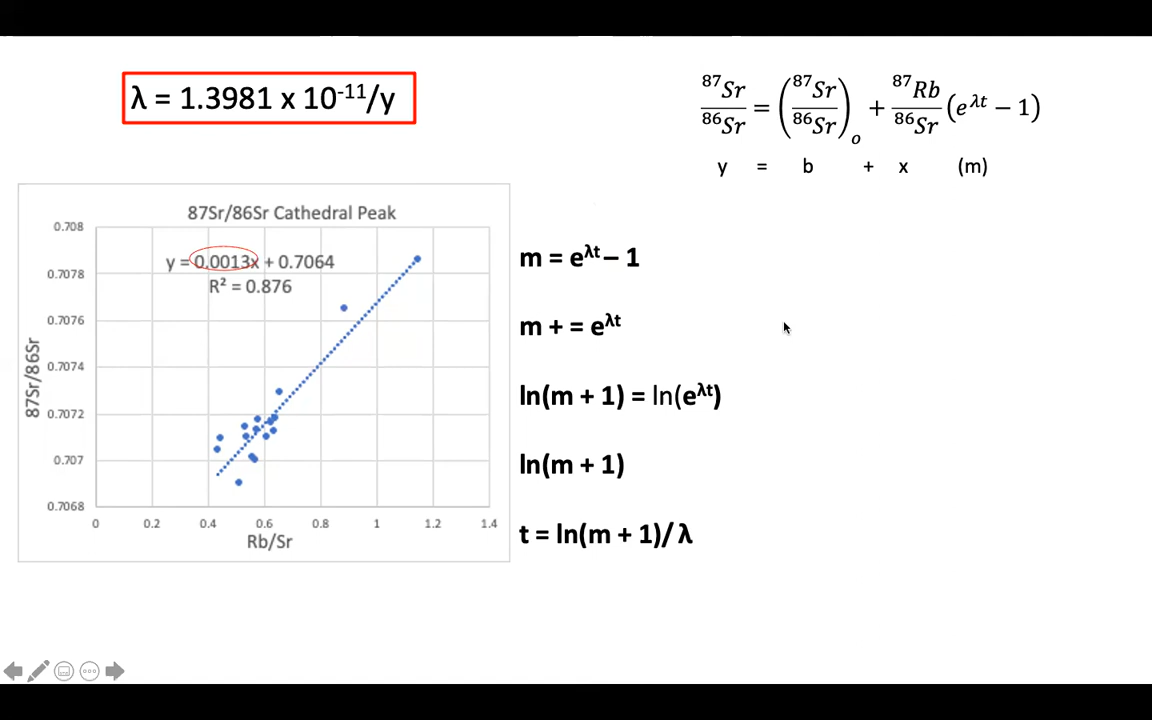 λ = 1.3981 x 10⁻¹¹/y
⁸⁷Sr/⁸⁶Sr = (⁸⁷Sr/⁸⁶Sr)ₒ + ⁸⁷Rb/⁸⁶Sr (e^λt − 1)
y = b + x (m)
87Sr/86Sr Cathedral Peak
y = 0.0013x + 0.7064
R² = 0.876
0.708
0.7078
0.7076
0.7074
0.7072
0.707
0.7068
87Sr/86Sr
0 0.2 0.4 0.6 0.8 1 1.2 1.4
Rb/Sr
m = e^λt – 1
m + = e^λt
ln(m + 1) = ln(e^λt)
ln(m + 1)
t = ln(m + 1)/ λ